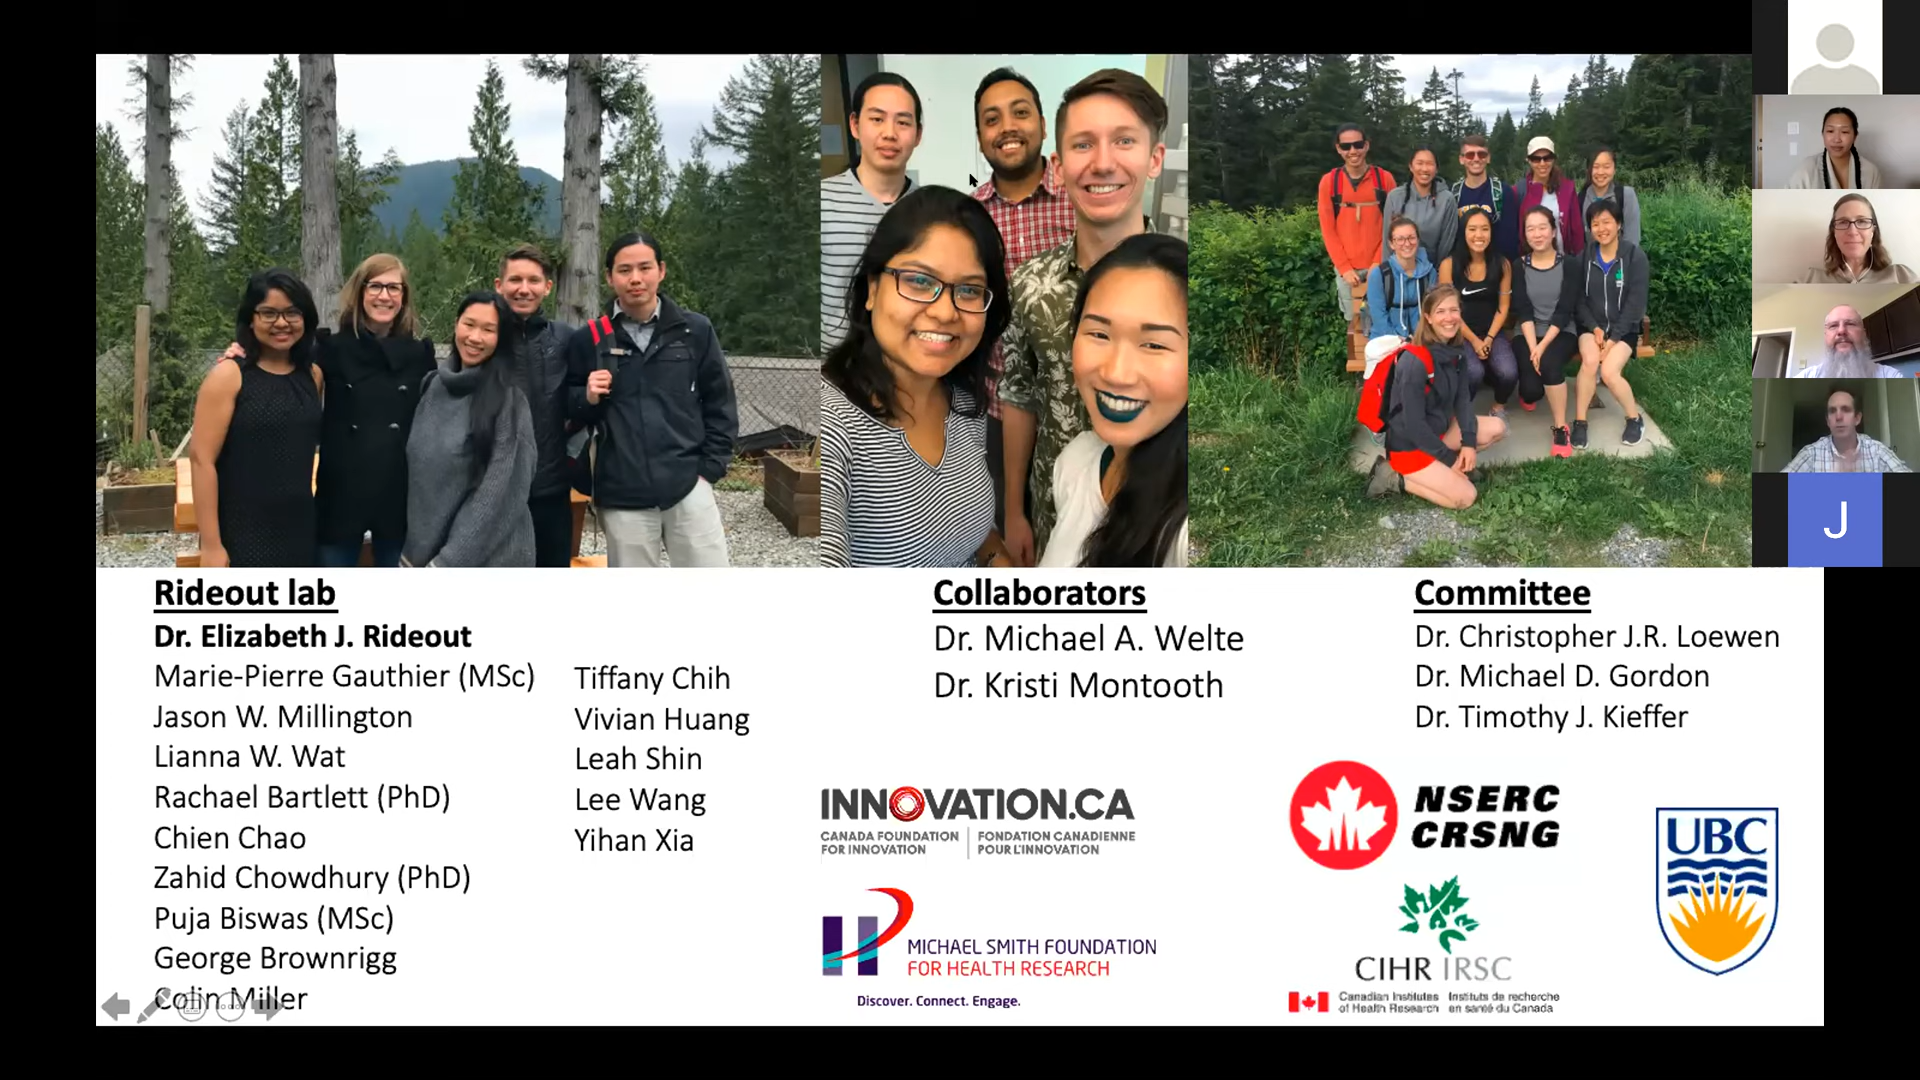 Rideout lab
Dr. Elizabeth J. Rideout
Marie-Pierre Gauthier (MSc)
Jason W. Millington
Lianna W. Wat
Rachael Bartlett (PhD)
Chien Chao
Zahid Chowdhury (PhD)
Puja Biswas (MSc)
George Brownrigg
Colin Miller
Tiffany Chih
Vivian Huang
Leah Shin
Lee Wang
Yihan Xia
Collaborators
Dr. Michael A. Welte
Dr. Kristi Montooth
Committee
Dr. Christopher J.R. Loewen
Dr. Michael D. Gordon
Dr. Timothy J. Kieffer
INNOVATION.CA
CANADA FOUNDATION
FOR INNOVATION
FONDATION CANADIENNE
POUR L'INNOVATION
MICHAEL SMITH FOUNDATION
FOR HEALTH RESEARCH
Discover. Connect. Engage.
NSERC
CRSNG
CIHR IRSC
Canadian Institutes
of Health Research
Instituts de recherche
en santé du Canada
UBC
J